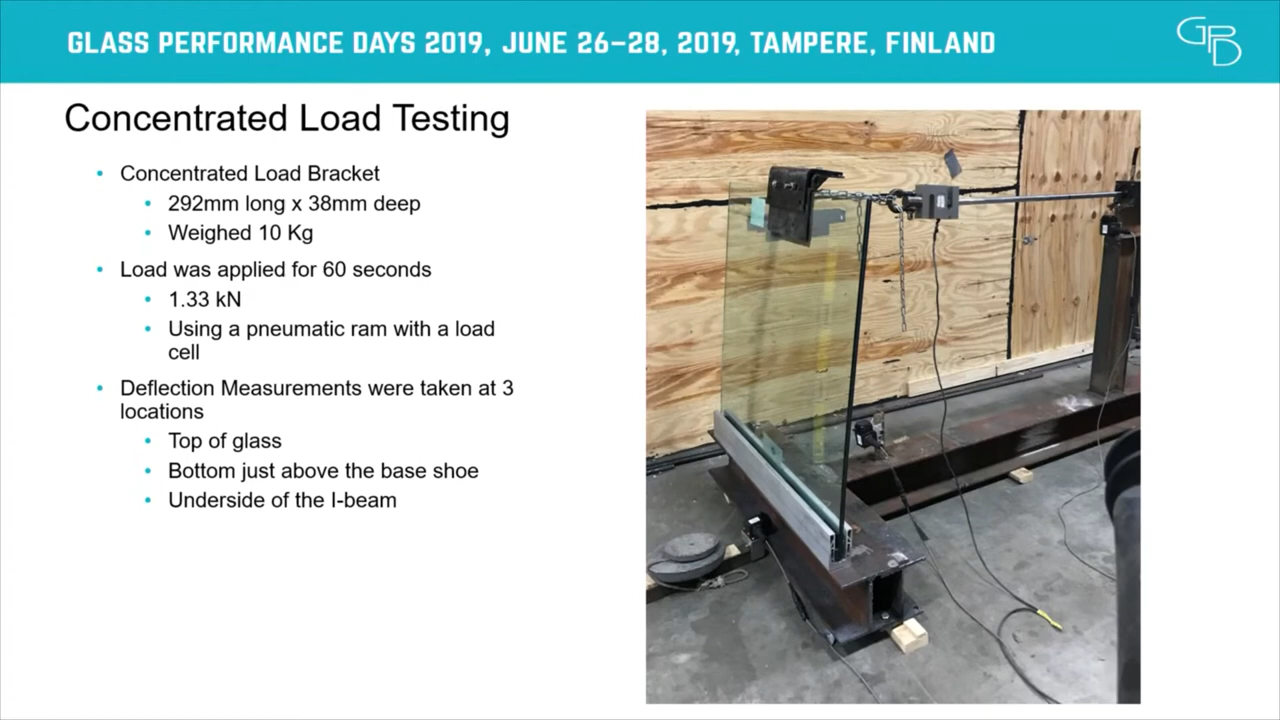 GLASS PERFORMANCE DAYS 2019, JUNE 26–28, 2019, TAMPERE, FINLAND
GPD
Concentrated Load Testing
• Concentrated Load Bracket
• 292mm long x 38mm deep
• Weighed 10 Kg
• Load was applied for 60 seconds
• 1.33 kN
• Using a pneumatic ram with a load
cell
• Deflection Measurements were taken at 3
locations
• Top of glass
• Bottom just above the base shoe
• Underside of the I-beam